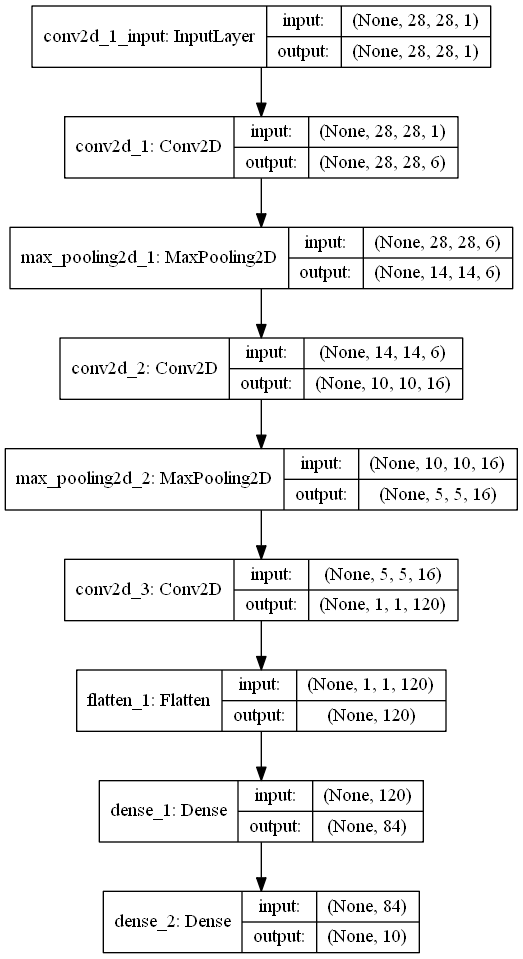 conv2d_1_input: InputLayer
input: (None, 28, 28, 1)
output: (None, 28, 28, 1)
conv2d_1: Conv2D
input: (None, 28, 28, 1)
output: (None, 28, 28, 6)
max_pooling2d_1: MaxPooling2D
input: (None, 28, 28, 6)
output: (None, 14, 14, 6)
conv2d_2: Conv2D
input: (None, 14, 14, 6)
output: (None, 10, 10, 16)
max_pooling2d_2: MaxPooling2D
input: (None, 10, 10, 16)
output: (None, 5, 5, 16)
conv2d_3: Conv2D
input: (None, 5, 5, 16)
output: (None, 1, 1, 120)
flatten_1: Flatten
input: (None, 1, 1, 120)
output: (None, 120)
dense_1: Dense
input: (None, 120)
output: (None, 84)
dense_2: Dense
input: (None, 84)
output: (None, 10)